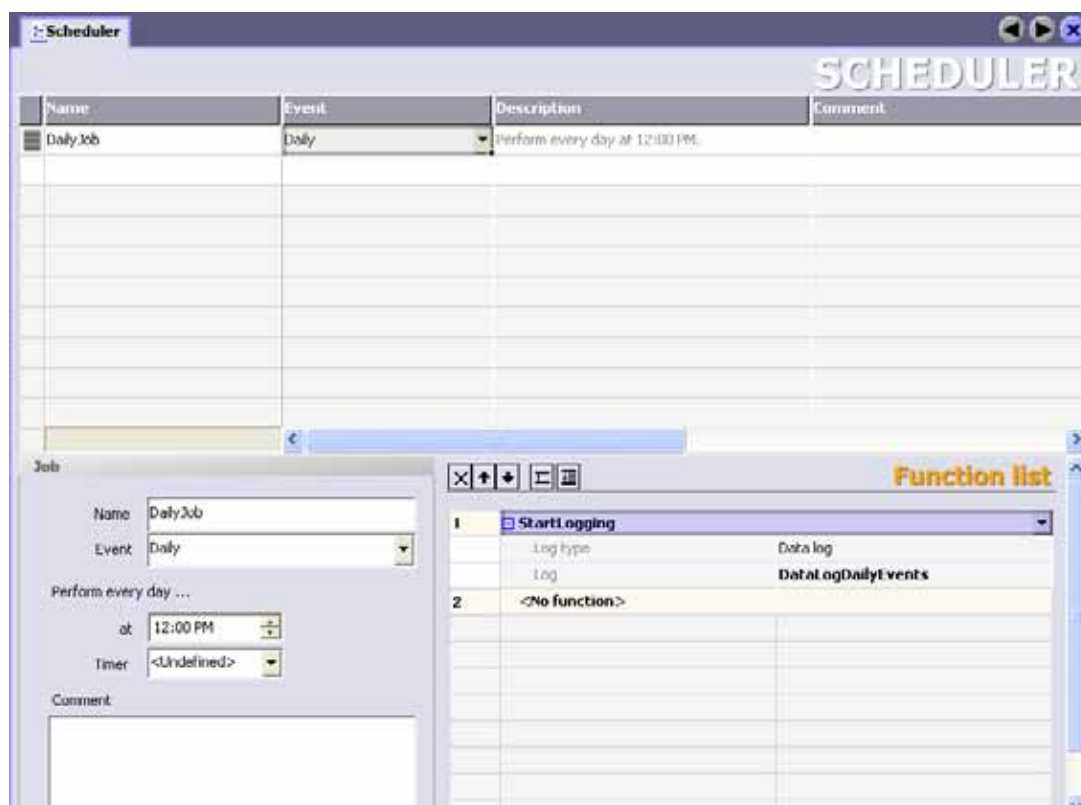 Scheduler
SCHEDULER
Name Event Description Comment
DailyJob Daily Perform every day at 12:00 PM.
Job
Name DailyJob
Event Daily
Perform every day ...
at 12:00 PM
Timer <Undefined>
Comment
Function list
1 StartLogging
Log type Data log
Log DataLogDailyEvents
2 <No function>